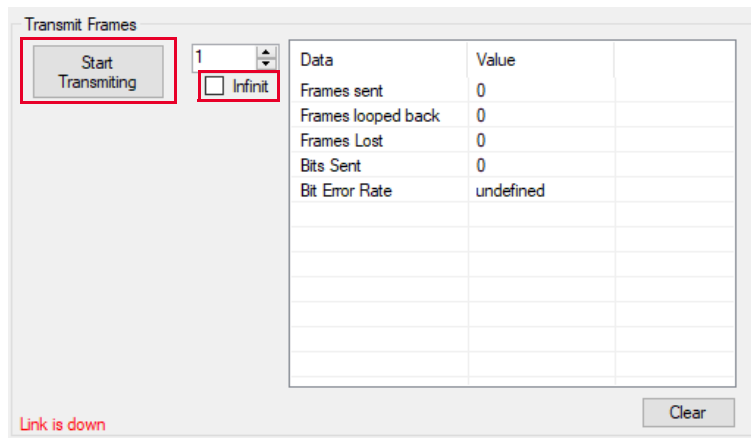 Transmit Frames
Start
Transmiting
1
Infinit
Data Value
Frames sent 0
Frames looped back 0
Frames Lost 0
Bits Sent 0
Bit Error Rate undefined
Clear
Link is down